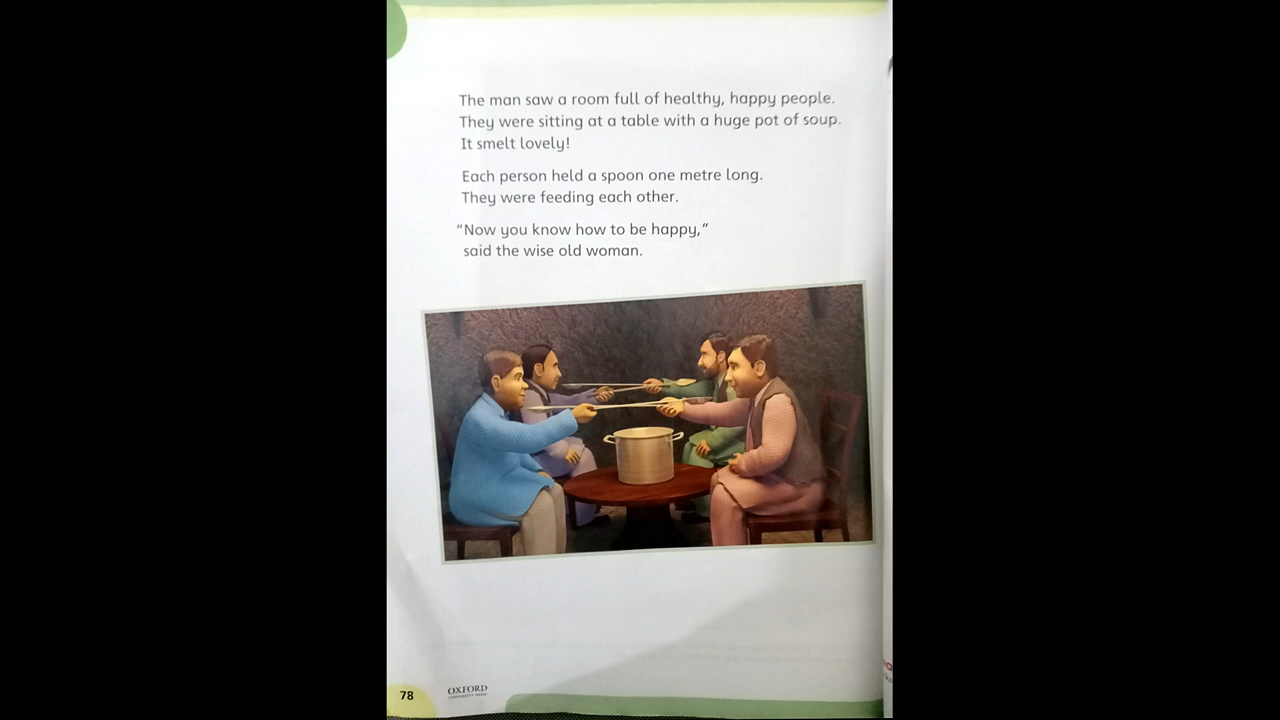 The man saw a room full of healthy, happy people.
They were sitting at a table with a huge pot of soup.
It smelt lovely!
Each person held a spoon one metre long.
They were feeding each other.
“Now you know how to be happy,”
said the wise old woman.
78
OXFORD
UNIVERSITY PRESS